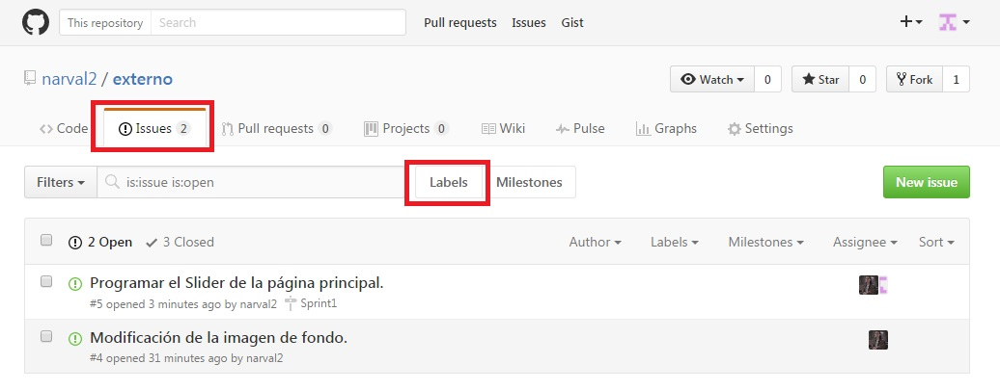 This repository Search Pull requests Issues Gist
narval2 / externo Watch 0 Star 0 Fork 1
Code Issues 2 Pull requests 0 Projects 0 Wiki Pulse Graphs Settings
Filters is:issue is:open Labels Milestones New issue
2 Open 3 Closed Author Labels Milestones Assignee Sort
Programar el Slider de la página principal.
#5 opened 3 minutes ago by narval2 Sprint1
Modificación de la imagen de fondo.
#4 opened 31 minutes ago by narval2